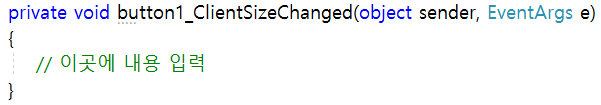 private void button1_ClientSizeChanged(object sender, EventArgs e)
{
// 이곳에 내용 입력
}